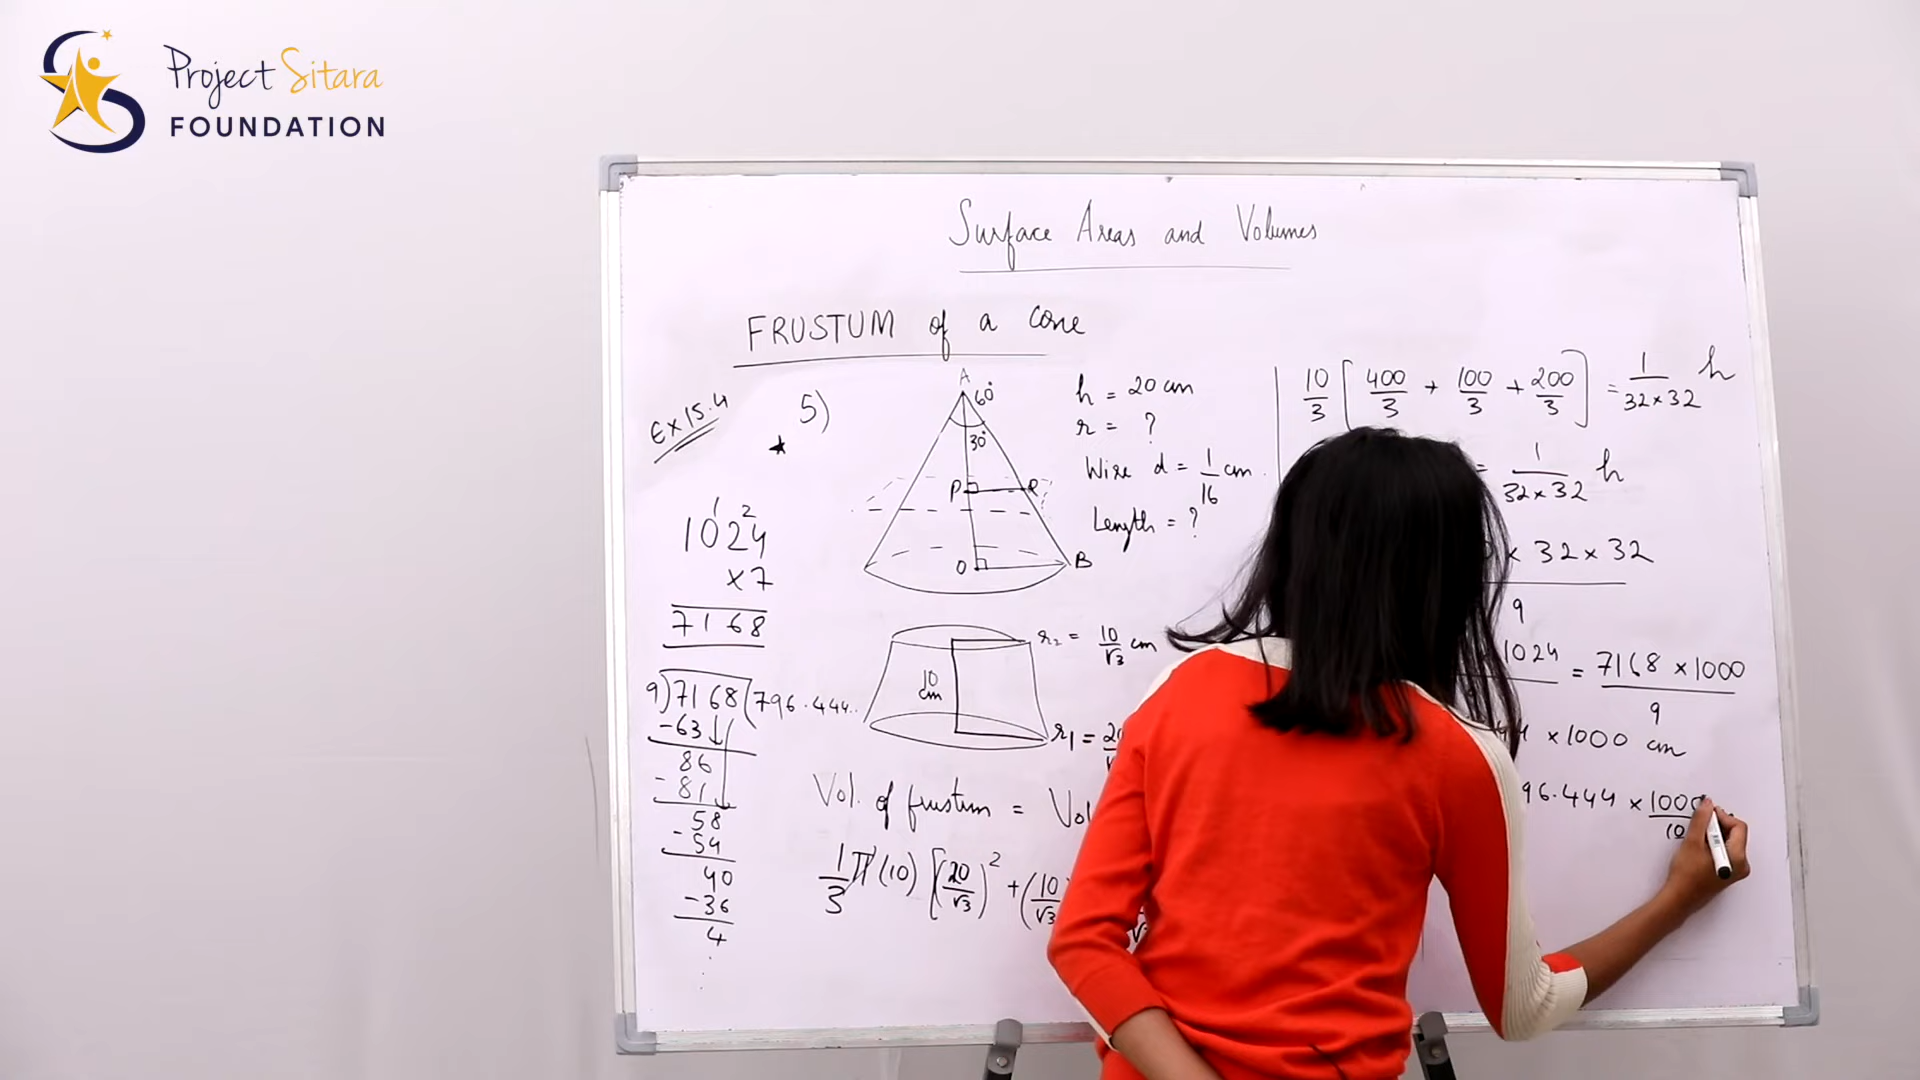 Project Sitara
FOUNDATION
Surface Areas and Volumes
FRUSTUM of a cone
Ex 15.4
5)
A
60°
30°
P
R
O
B
h = 20 cm
r = ?
Wire d = 1/16 cm
Length = ?
1 2
1024
×7
7168
9)7168(796.444..
-63
86
-81
58
-54
40
-36
4
r₂ = 10/√3 cm
10 cm
r₁ = 2
Vol. of frustum = Vol
1/3 π (10) [(20/√3)² + (10/√3
10/3 [400/3 + 100/3 + 200/3] = 1/(32×32) h
= 1/(32×32) h
× 32 × 32
9
1024 = 7168 × 1000
9
44 × 1000 cm
96.444 × 1000
10